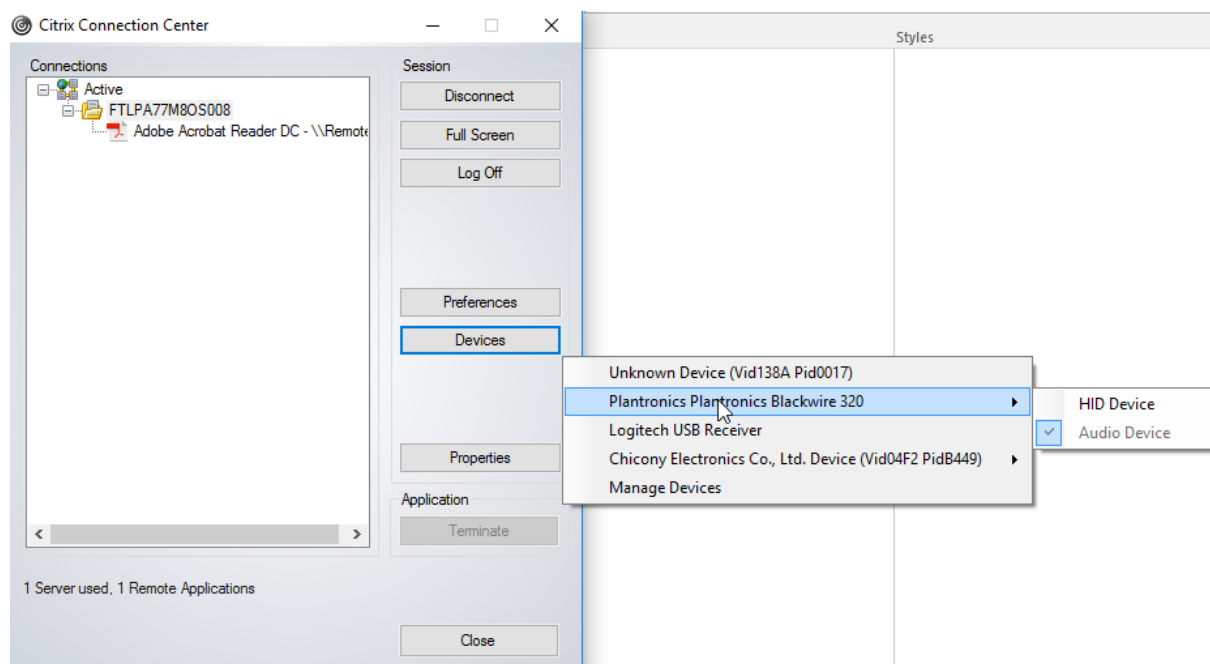 Citrix Connection Center
Styles
Connections
Active
FTLPA77M8OS008
Adobe Acrobat Reader DC - \\Remote
Session
Disconnect
Full Screen
Log Off
Preferences
Devices
Unknown Device (Vid138A Pid0017)
Plantronics Plantronics Blackwire 320
Logitech USB Receiver
Chicony Electronics Co., Ltd. Device (Vid04F2 PidB449)
Manage Devices
HID Device
Audio Device
Properties
Application
Terminate
1 Server used, 1 Remote Applications
Close